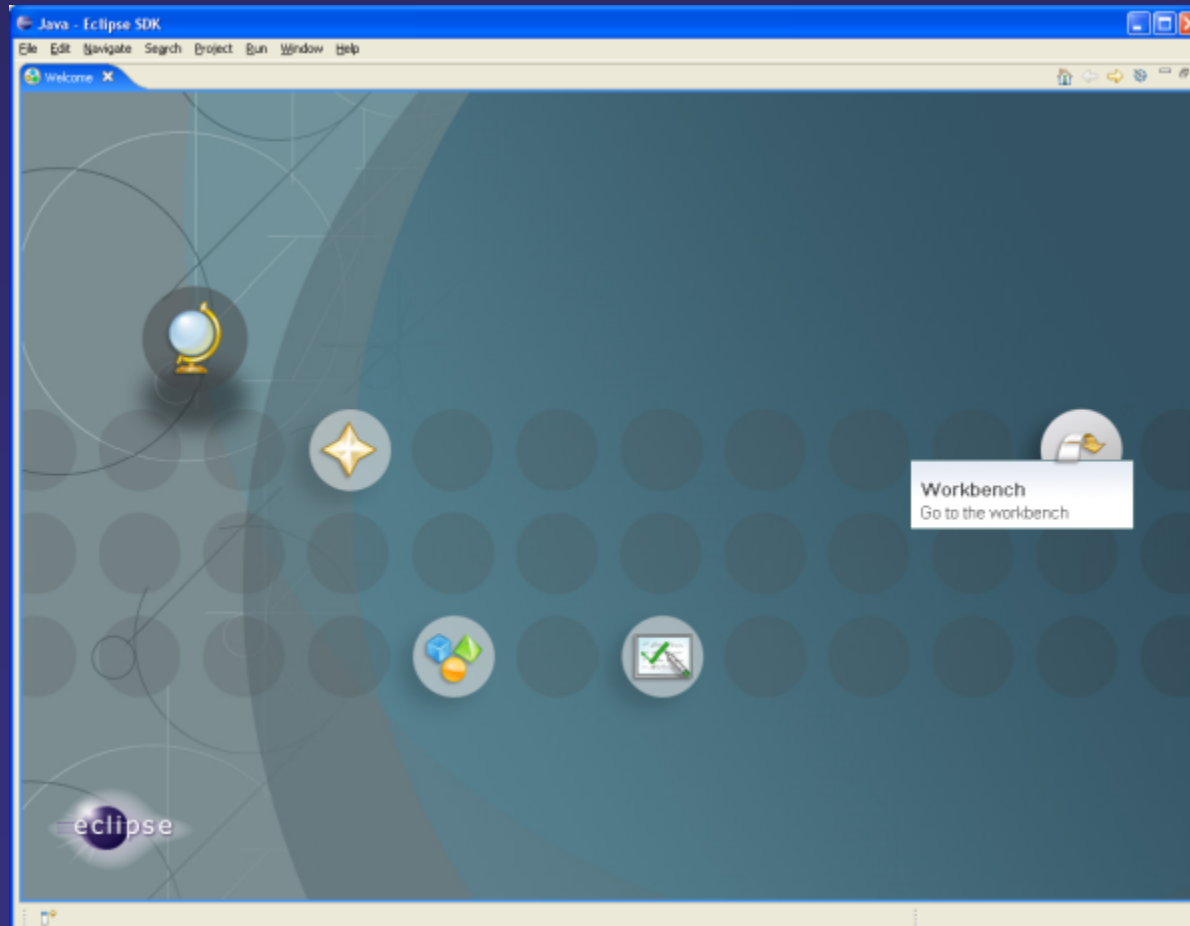 Java - Eclipse SDK
File Edit Navigate Search Project Run Window Help
Welcome
Workbench
Go to the workbench
eclipse